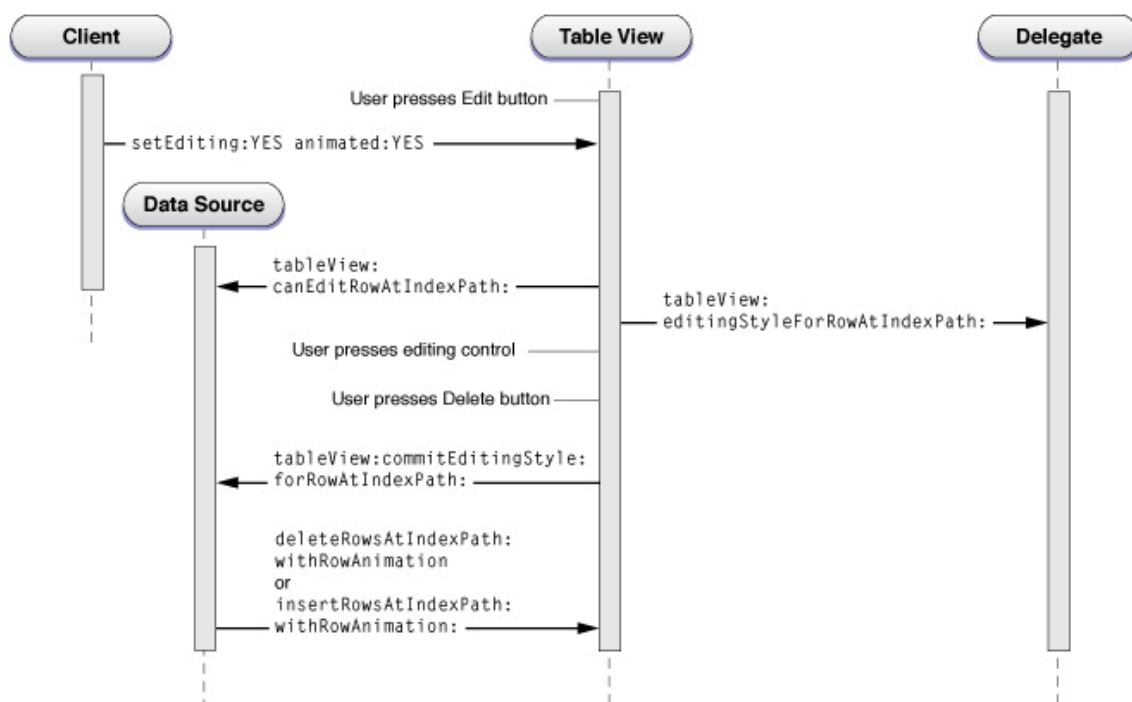 Client
Table View
Delegate
User presses Edit button
setEditing:YES animated:YES
Data Source
tableView:
canEditRowAtIndexPath:
tableView:
editingStyleForRowAtIndexPath:
User presses editing control
User presses Delete button
tableView:commitEditingStyle:
forRowAtIndexPath:
deleteRowsAtIndexPath:
withRowAnimation
or
insertRowsAtIndexPath:
withRowAnimation: